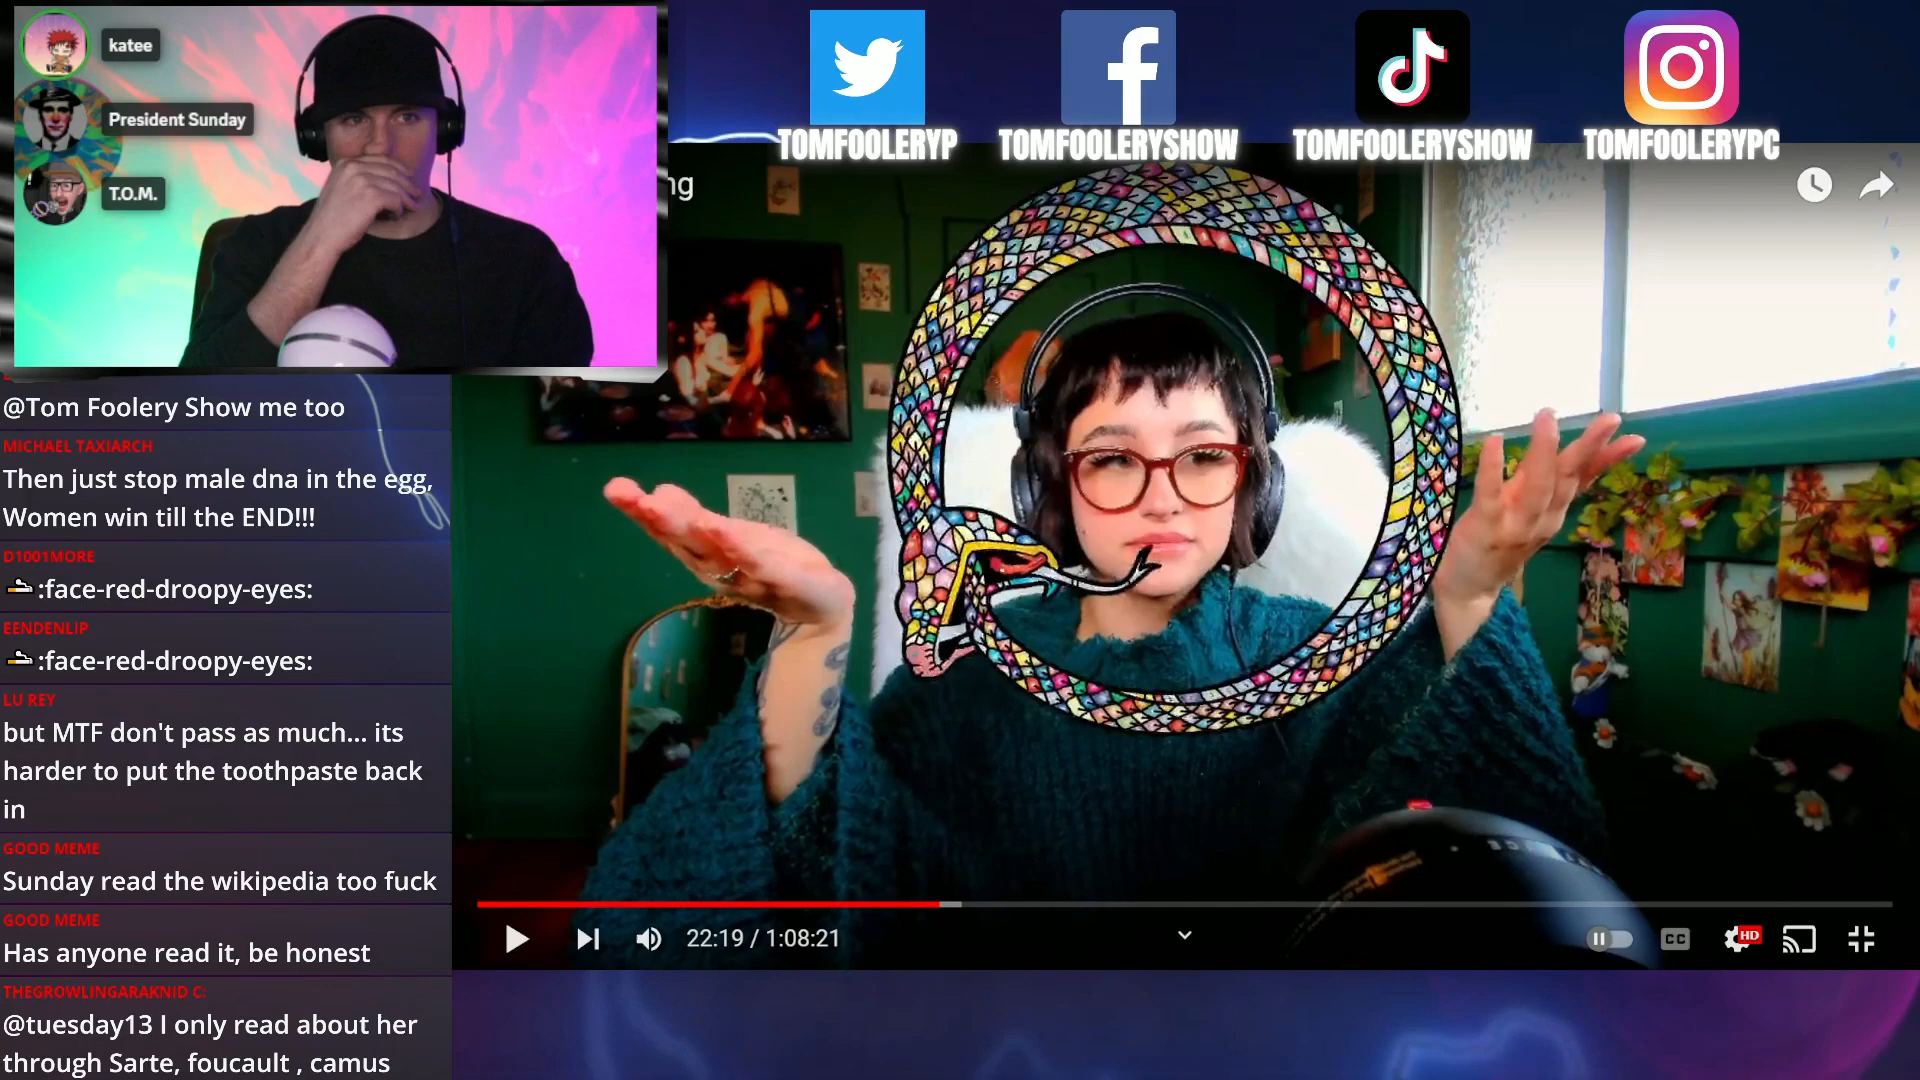 katee
President Sunday
T.O.M.
TOMFOOLERYP
TOMFOOLERYSHOW
TOMFOOLERYSHOW
TOMFOOLERYPC
ng
@Tom Foolery Show me too
MICHAEL TAXIARCH
Then just stop male dna in the egg,
Women win till the END!!!
D1001MORE
:face-red-droopy-eyes:
EENDENLIP
:face-red-droopy-eyes:
LU REY
but MTF don't pass as much... its
harder to put the toothpaste back
in
GOOD MEME
Sunday read the wikipedia too fuck
GOOD MEME
Has anyone read it, be honest
THEGROWLINGARAKNID C:
@tuesday13 I only read about her
through Sarte, foucault , camus
22:19 / 1:08:21
CC
HD